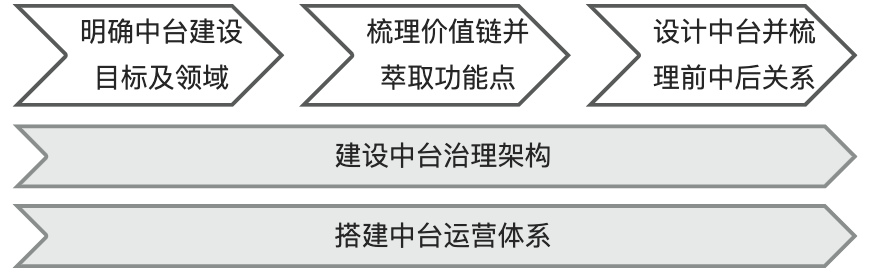 明确中台建设
目标及领域
梳理价值链并
萃取功能点
设计中台并梳
理前中后关系
建设中台治理架构
搭建中台运营体系